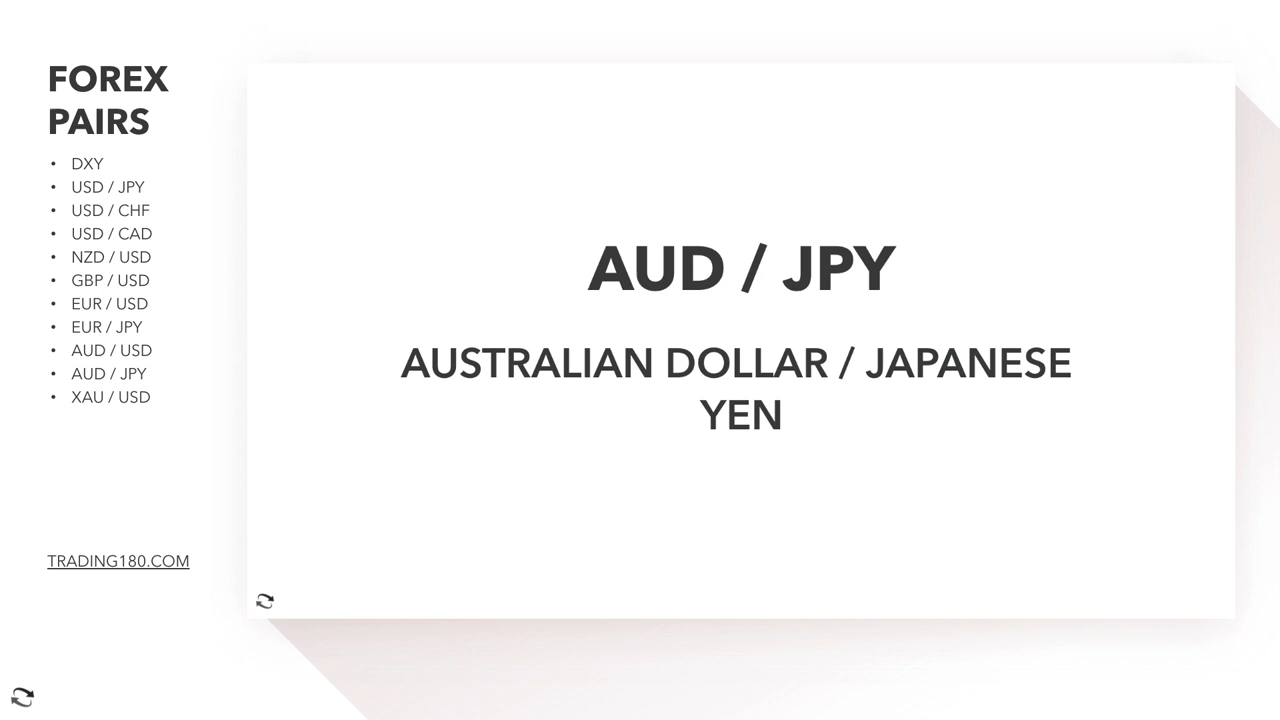 FOREX
PAIRS
• DXY
• USD / JPY
• USD / CHF
• USD / CAD
• NZD / USD
• GBP / USD
• EUR / USD
• EUR / JPY
• AUD / USD
• AUD / JPY
• XAU / USD
TRADING180.COM
AUD / JPY
AUSTRALIAN DOLLAR / JAPANESE
YEN